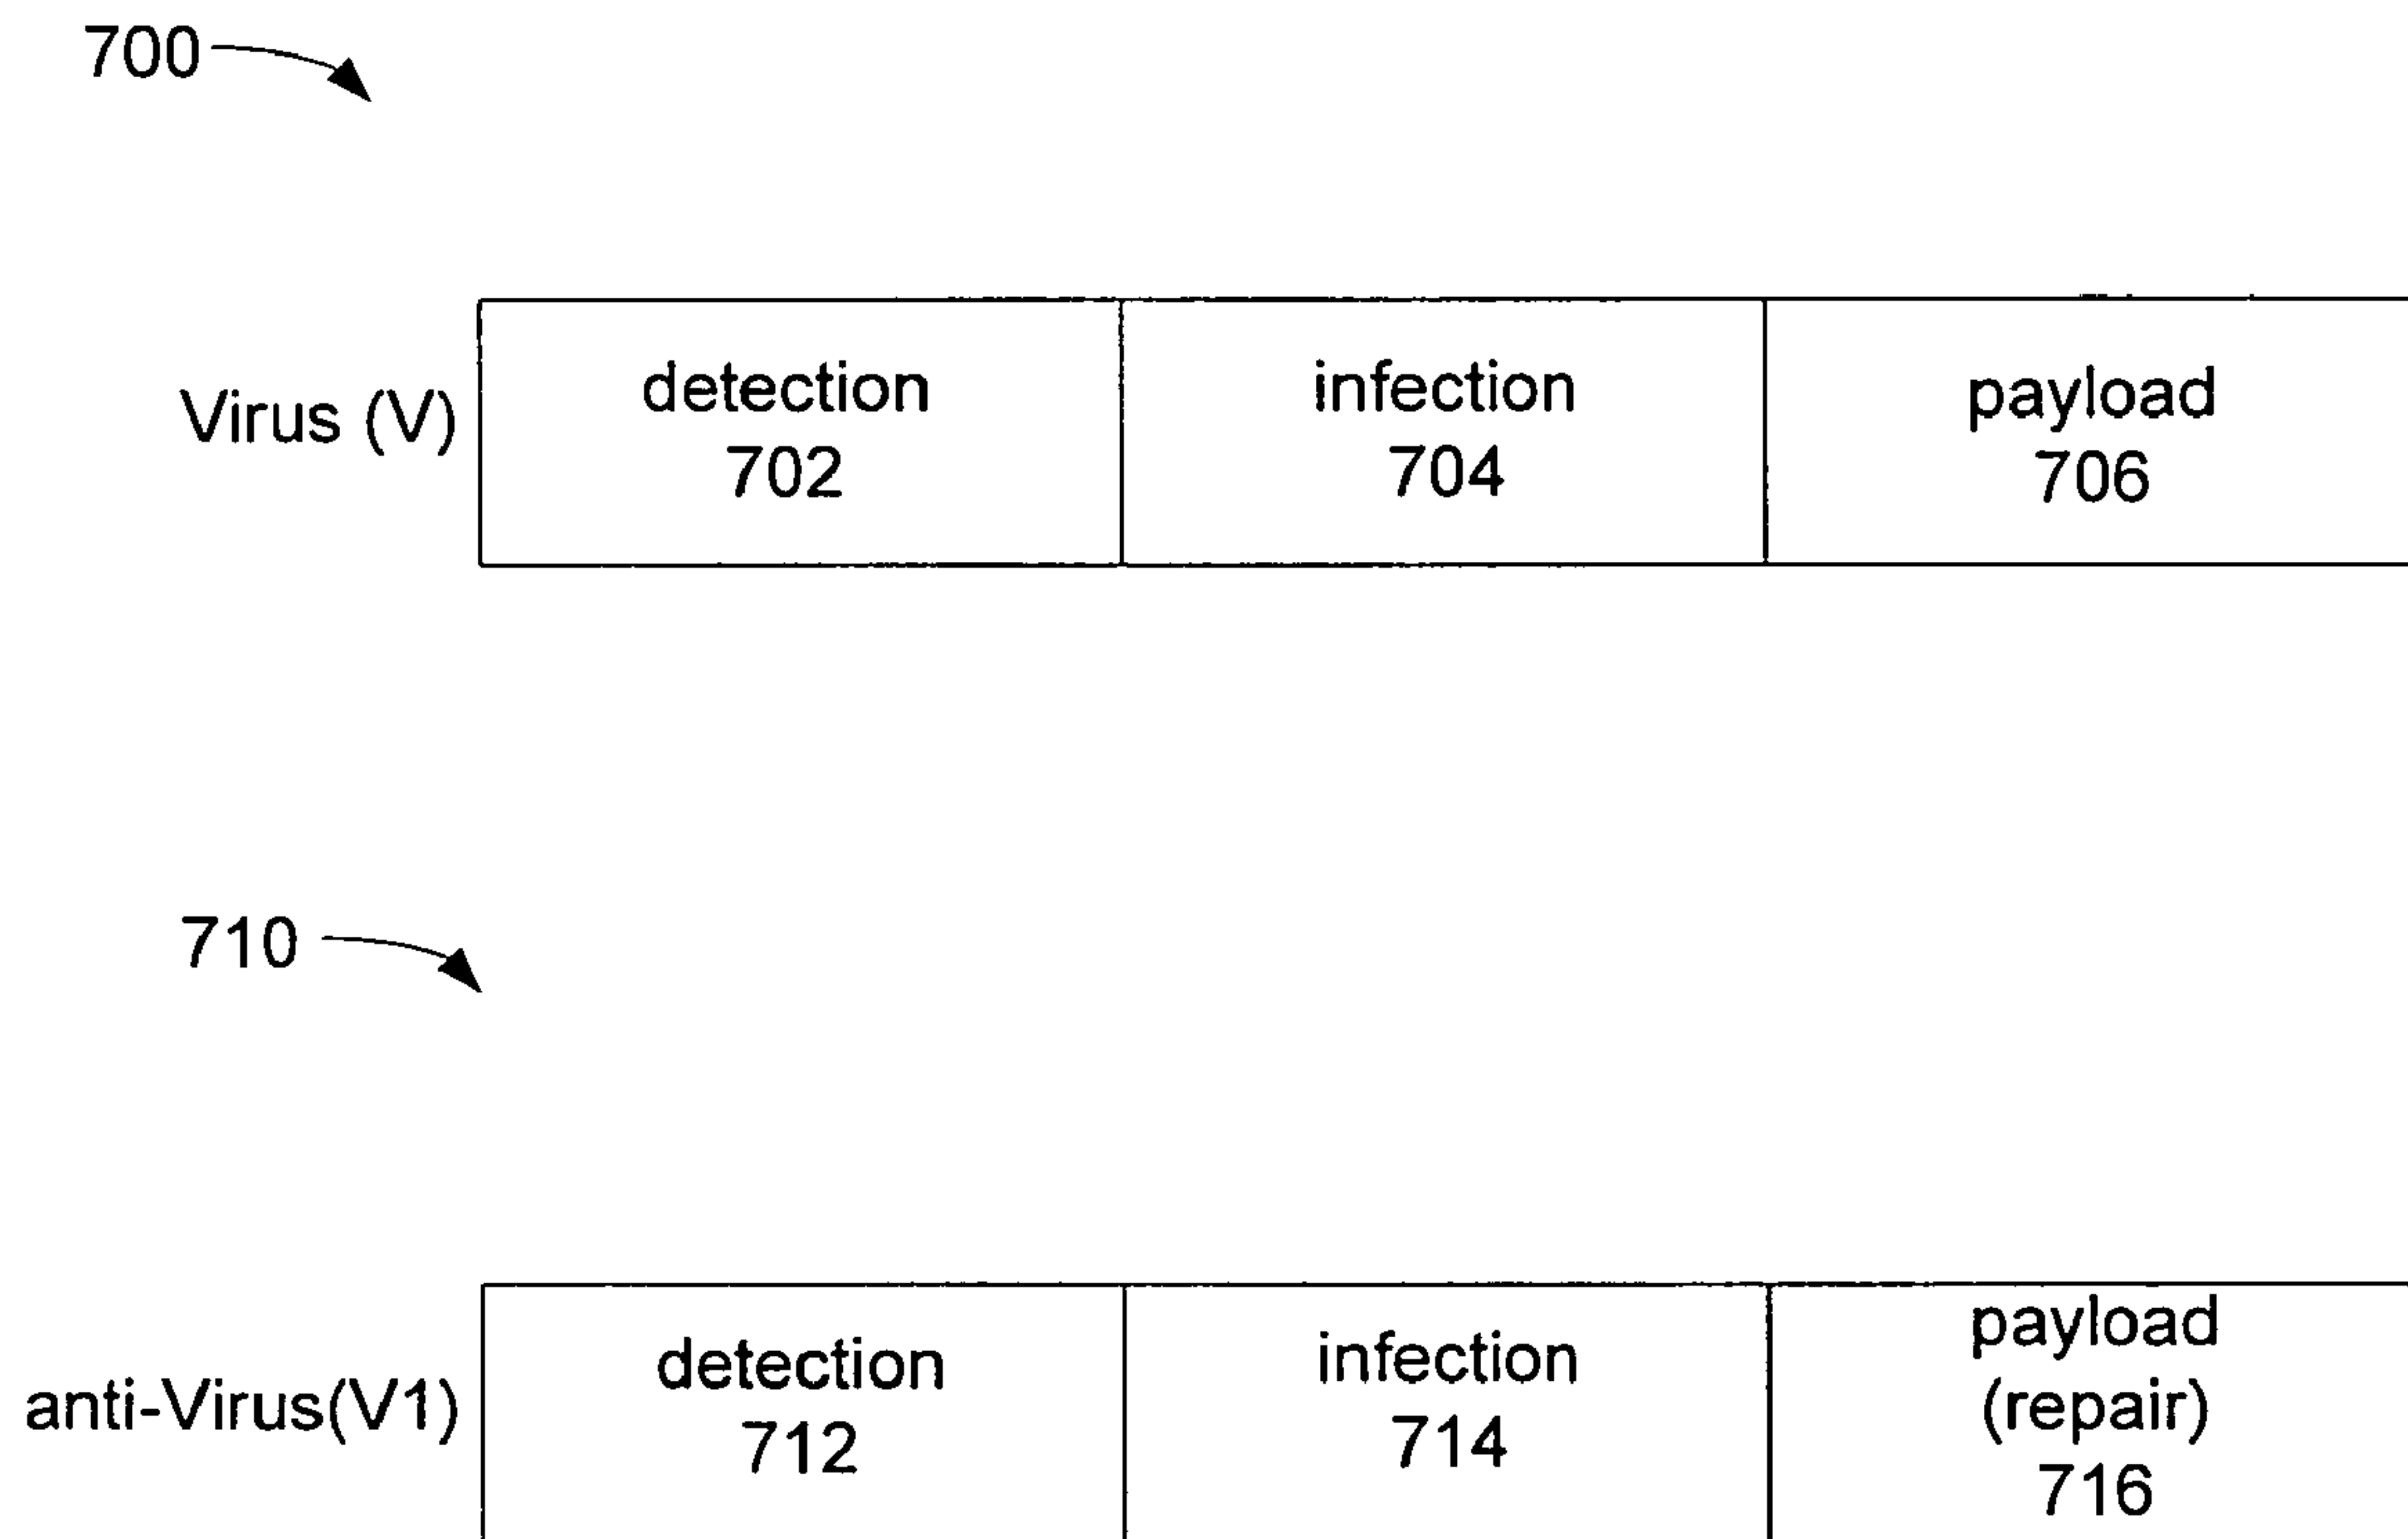 700
Virus (V)
detection
702
infection
704
payload
706
710
anti-Virus(V1)
detection
712
infection
714
payload
(repair)
716